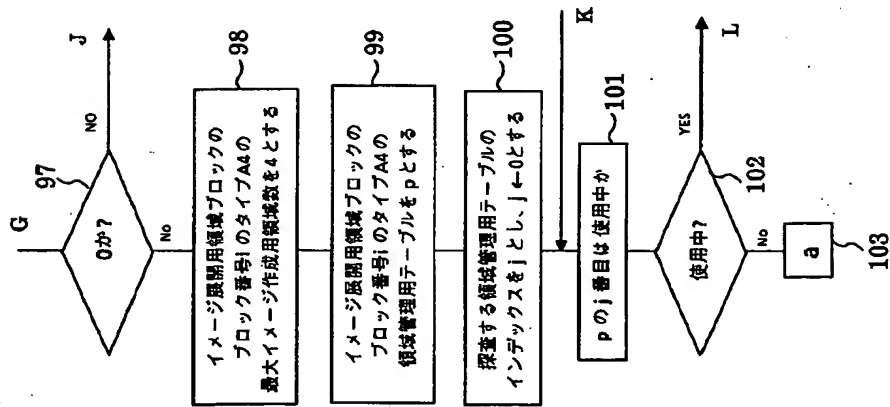 G
97
0か?
NO
J
No
98
イメージ展開用領域ブロックの
ブロック番号iのタイプA4の
最大イメージ作成用領域数を4とする
99
イメージ展開用領域ブロックの
ブロック番号iのタイプA4の
領域管理用テーブルをpとする
100
探査する領域管理用テーブルの
インデックスをjとし、j←0とする
K
101
pのj番目は使用中か
102
使用中?
YES
L
No
a
103